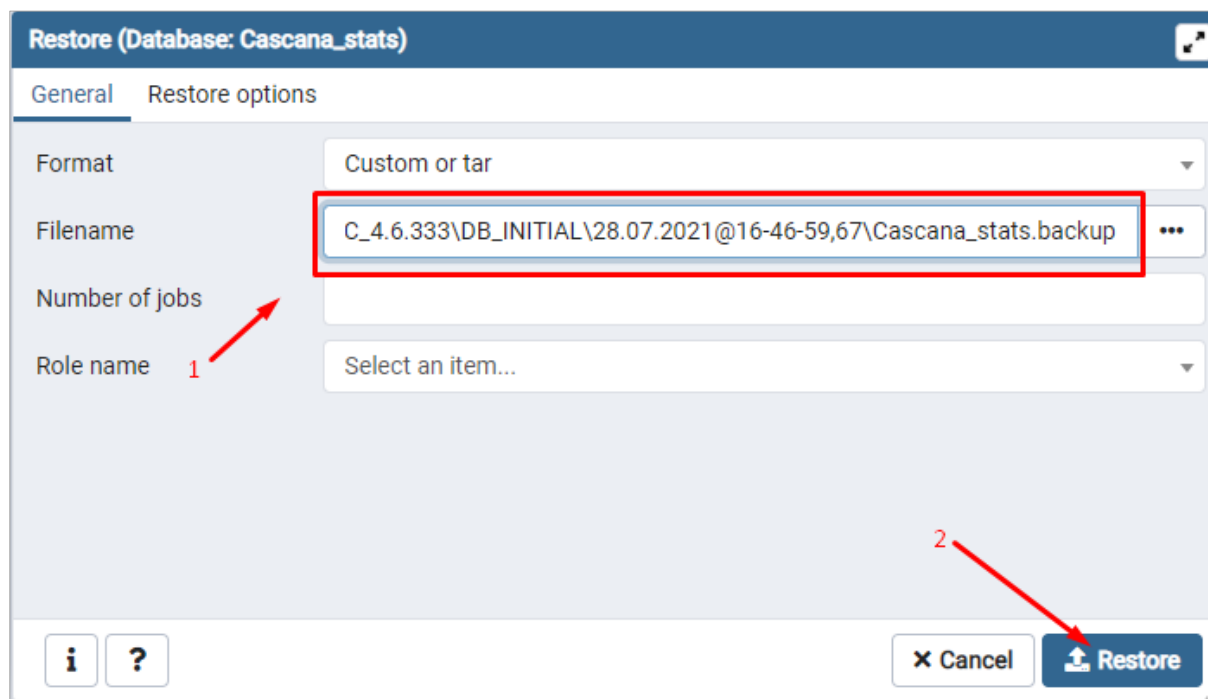 Restore (Database: Cascana_stats)
General Restore options
Format Custom or tar
Filename C_4.6.333\DB_INITIAL\28.07.2021@16-46-59,67\Cascana_stats.backup •••
Number of jobs
1
Role name Select an item...
2
i ? × Cancel Restore